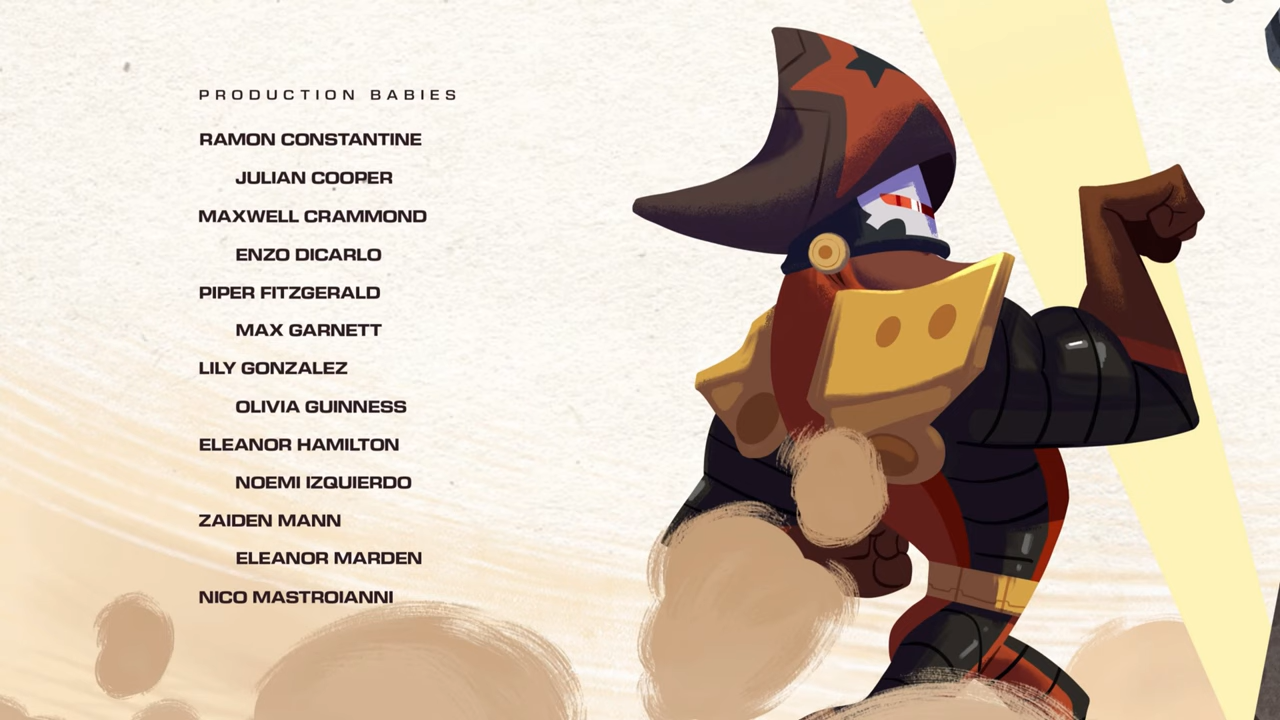 PRODUCTION BABIES
RAMON CONSTANTINE
JULIAN COOPER
MAXWELL CRAMMOND
ENZO DICARLO
PIPER FITZGERALD
MAX GARNETT
LILY GONZALEZ
OLIVIA GUINNESS
ELEANOR HAMILTON
NOEMI IZQUIERDO
ZAIDEN MANN
ELEANOR MARDEN
NICO MASTROIANNI